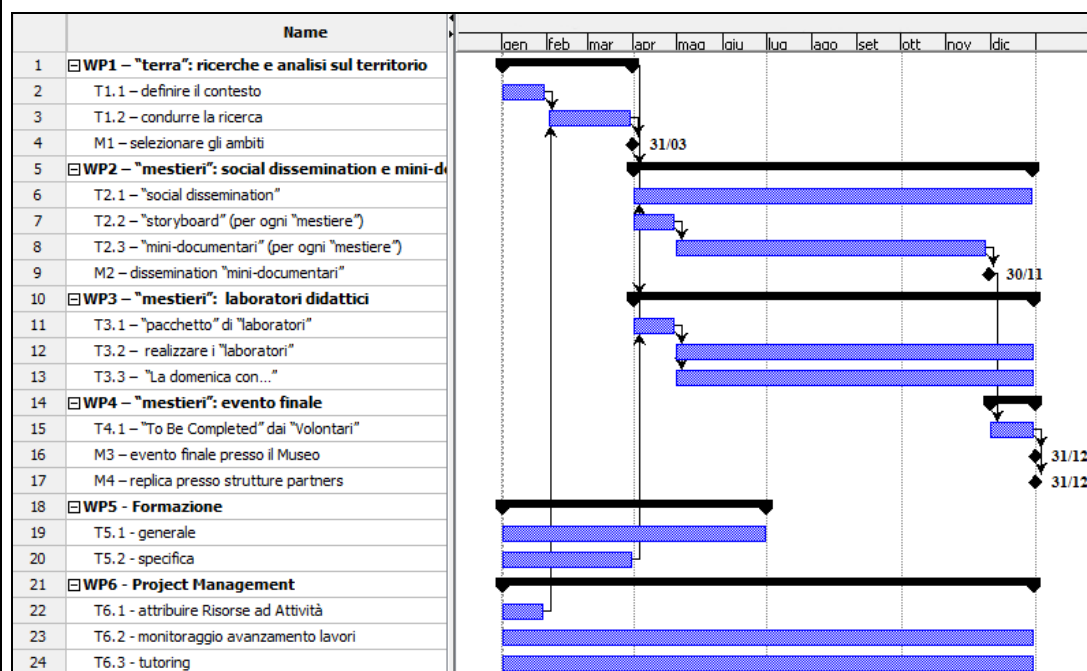 Name
gen feb mar apr mag giu lug ago set ott nov dic
1 WP1 – "terra": ricerche e analisi sul territorio
2 T1.1 – definire il contesto
3 T1.2 – condurre la ricerca
4 M1 – selezionare gli ambiti 31/03
5 WP2 – "mestieri": social dissemination e mini-d
6 T2.1 – "social dissemination"
7 T2.2 – "storyboard" (per ogni "mestiere")
8 T2.3 – "mini-documentari" (per ogni "mestiere")
9 M2 – dissemination "mini-documentari" 30/11
10 WP3 – "mestieri": laboratori didattici
11 T3.1 – "pacchetto" di "laboratori"
12 T3.2 – realizzare i "laboratori"
13 T3.3 – "La domenica con..."
14 WP4 – "mestieri": evento finale
15 T4.1 – "To Be Completed" dai "Volontari"
16 M3 – evento finale presso il Museo 31/12
17 M4 – replica presso strutture partners 31/12
18 WP5 - Formazione
19 T5.1 - generale
20 T5.2 - specifica
21 WP6 - Project Management
22 T6.1 - attribuire Risorse ad Attività
23 T6.2 - monitoraggio avanzamento lavori
24 T6.3 - tutoring